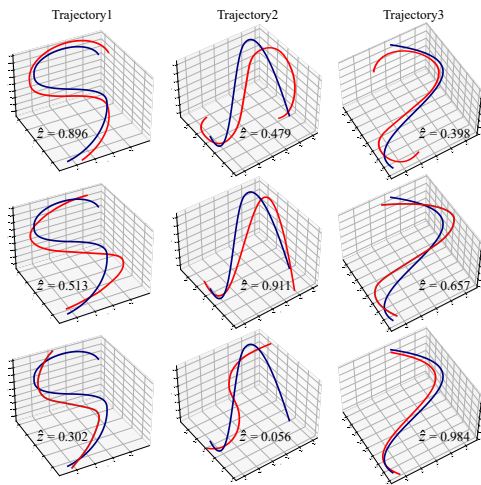 Trajectory1 Trajectory2 Trajectory3
ẑ = 0.896 ẑ = 0.479 ẑ = 0.398
ẑ = 0.513 ẑ = 0.911 ẑ = 0.657
ẑ = 0.302 ẑ = 0.056 ẑ = 0.984